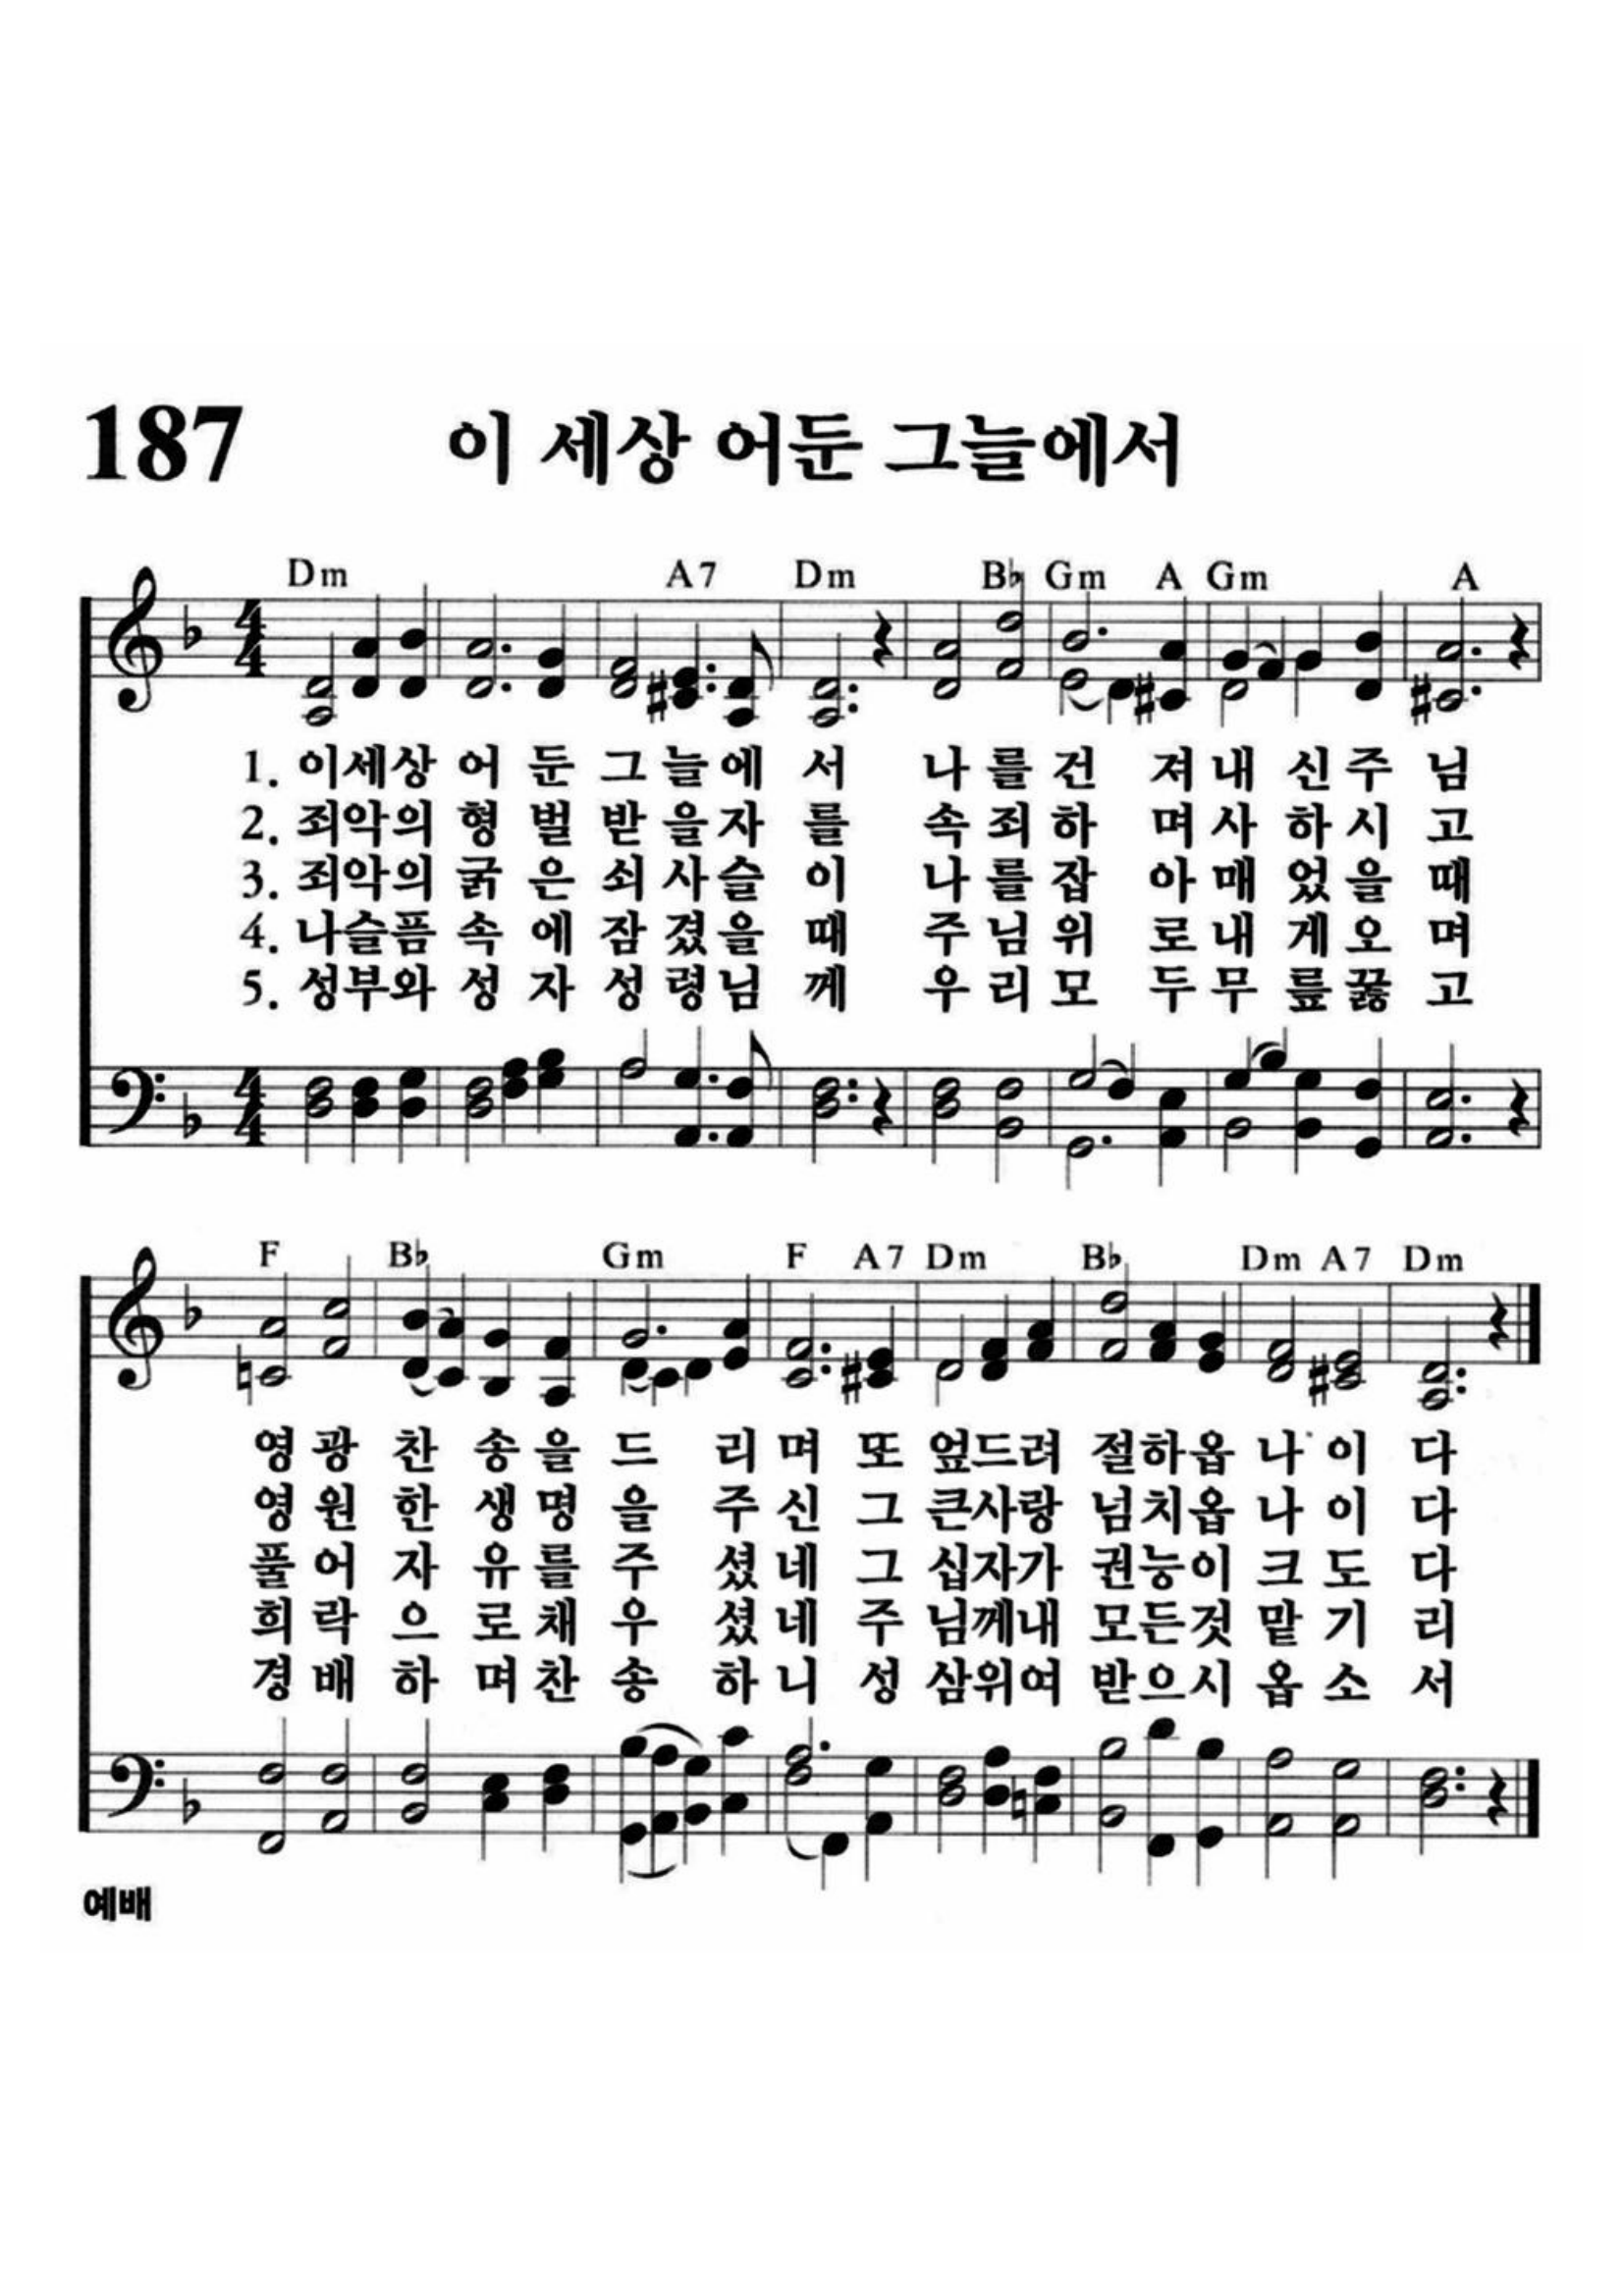 187 이 세상 어둔 그늘에서
Dm A7 Dm B♭ Gm A Gm A
1. 이세상 어 둔 그 늘에 서 나 를 건 져 내 신 주 님
2. 죄악의 형 벌 받 을자 를 속 죄 하 며 사 하 시 고
3. 죄악의 굵 은 쇠 사슬 이 나 를 잡 아 매 었 을 때
4. 나슬픔 속 에 잠 겼을 때 주 님 위 로 내 게 오 며
5. 성부와 성 자 성 령님 께 우 리 모 두 무 릎 꿇 고
F B♭ Gm F A7 Dm B♭ Dm A7 Dm
영 광 찬 송 을 드 리 며 또 엎드려 절하옵 나 이 다
영 원 한 생 명 을 주 신 그 큰사랑 넘치옵 나 이 다
풀 어 자 유 를 주 셨 네 그 십자가 권능이 크 도 다
희 락 으 로 채 우 셨 네 주 님께내 모든것 맡 기 리
경 배 하 며 찬 송 하 니 성 삼위여 받으시 옵 소 서
예배